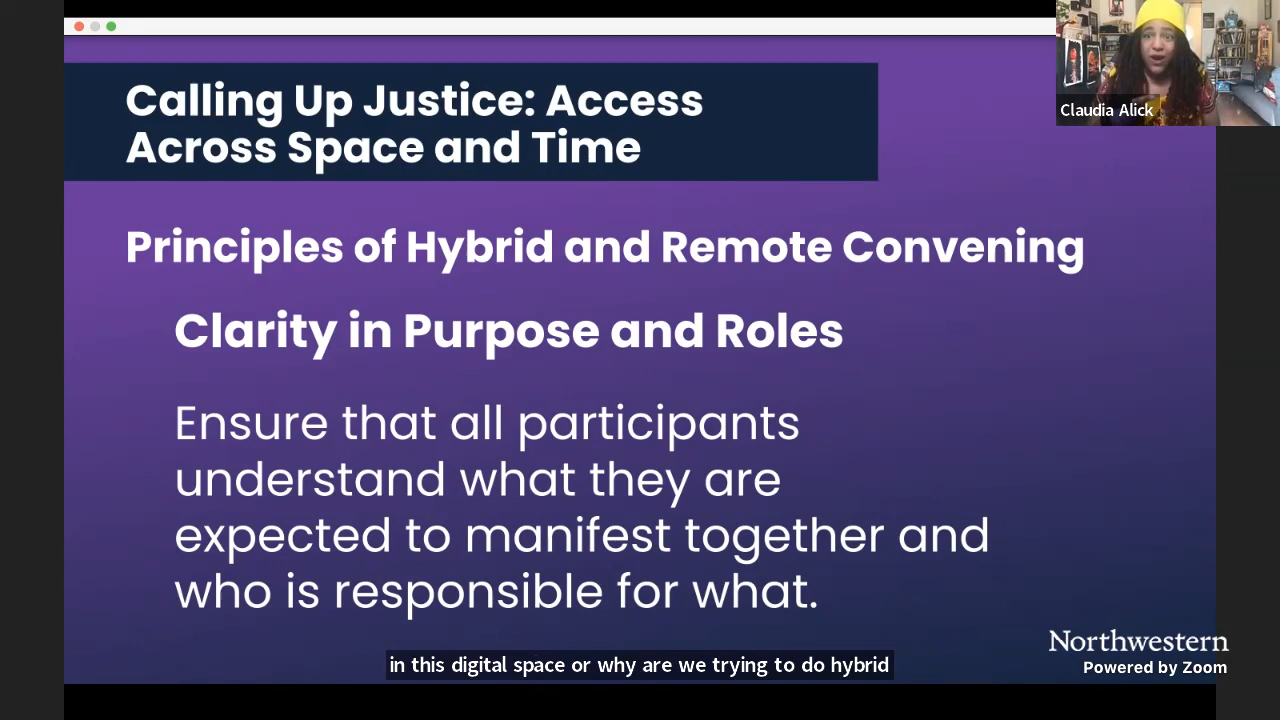 Calling Up Justice: Access
Across Space and Time
Claudia Alick
Principles of Hybrid and Remote Convening
Clarity in Purpose and Roles
Ensure that all participants
understand what they are
expected to manifest together and
who is responsible for what.
in this digital space or why are we trying to do hybrid
Northwestern
Powered by Zoom